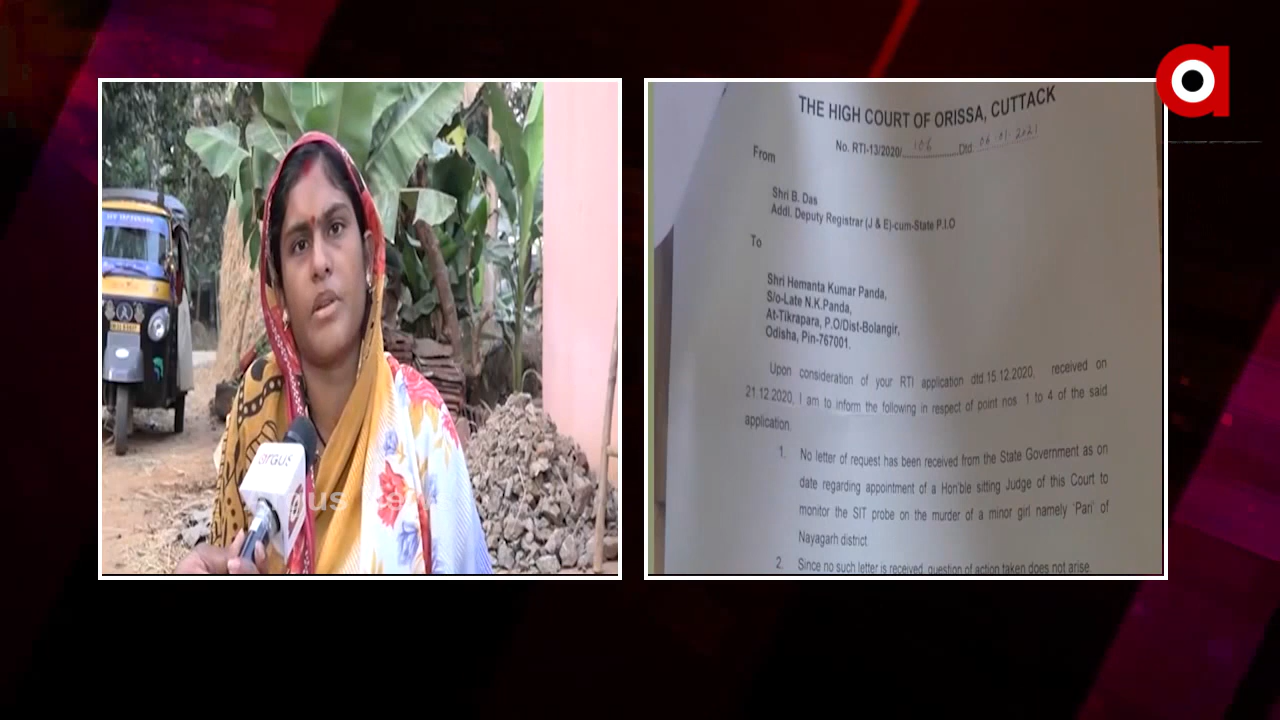 argus
argus News
THE HIGH COURT OF ORISSA, CUTTACK
No. RTI-13/2020/ 106 Dtd 06.01.2021
From
Shri B. Das
Addl. Deputy Registrar (J & E)-cum-State P.I.O
To
Shri Hemanta Kumar Panda,
S/o-Late N.K.Panda,
At-Tikrapara, P.O/Dist-Bolangir,
Odisha, Pin-767001.
Upon consideration of your RTI application dtd.15.12.2020, received on
21.12.2020, I am to inform the following in respect of point nos. 1 to 4 of the said
application.
1. No letter of request has been received from the State Government as on
date regarding appointment of a Hon'ble sitting Judge of this Court to
monitor the SIT probe on the murder of a minor girl namely "Pari" of
Nayagarh district.
2. Since no such letter is received, question of action taken does not arise.